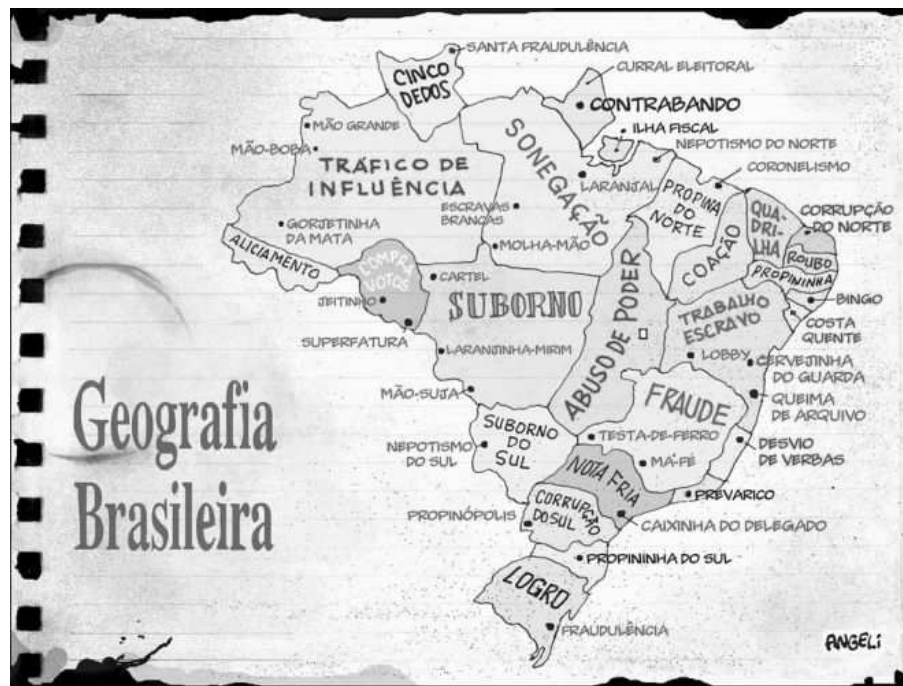 SANTA FRAUDULÊNCIA
CINCO
DEDOS
CURRAL ELEITORAL
CONTRABANDO
ILHA FISCAL
NEPOTISMO DO NORTE
CORONELISMO
MÃO GRANDE
MÃO-BOBA
TRÁFICO DE
INFLUÊNCIA
SONEGAÇÃO
LARANJAL
PROPINA
DO
NORTE
COAÇÃO
QUA-
DRI-
LHA
CORRUPÇÃO
DO NORTE
ROUBO
PROPININHA
BINGO
COSTA
QUENTE
ESCRAVAS
BRANCAS
GORJETINHA
DA MATA
MOLHA-MÃO
ALICIAMENTO
COMPRA
VOTOS
CARTEL
JEITINHO
SUBORNO
SUPERFATURA
ABUSO DE PODER
TRABALHO
ESCRAVO
LOBBY
CERVEJINHA
DO GUARDA
LARANJINHA-MIRIM
MÃO-SUJA
FRAUDE
QUEIMA
DE ARQUIVO
SUBORNO
DO
SUL
NEPOTISMO
DO SUL
TESTA-DE-FERRO
MÁ-FÉ
DESVIO
DE VERBAS
NOTA FRIA
PREVARICO
CORRUPÇÃO
DO SUL
PROPINÓPOLIS
CAIXINHA DO DELEGADO
PROPININHA DO SUL
LOGRO
FRAUDULÊNCIA
Geografia
Brasileira
ANGELI